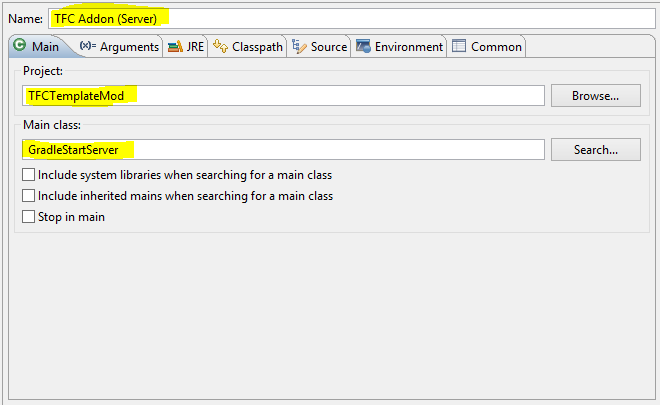 Name: TFC Addon (Server)
Main (x)= Arguments JRE Classpath Source Environment Common
Project:
TFCTemplateMod Browse...
Main class:
GradleStartServer Search...
Include system libraries when searching for a main class
Include inherited mains when searching for a main class
Stop in main